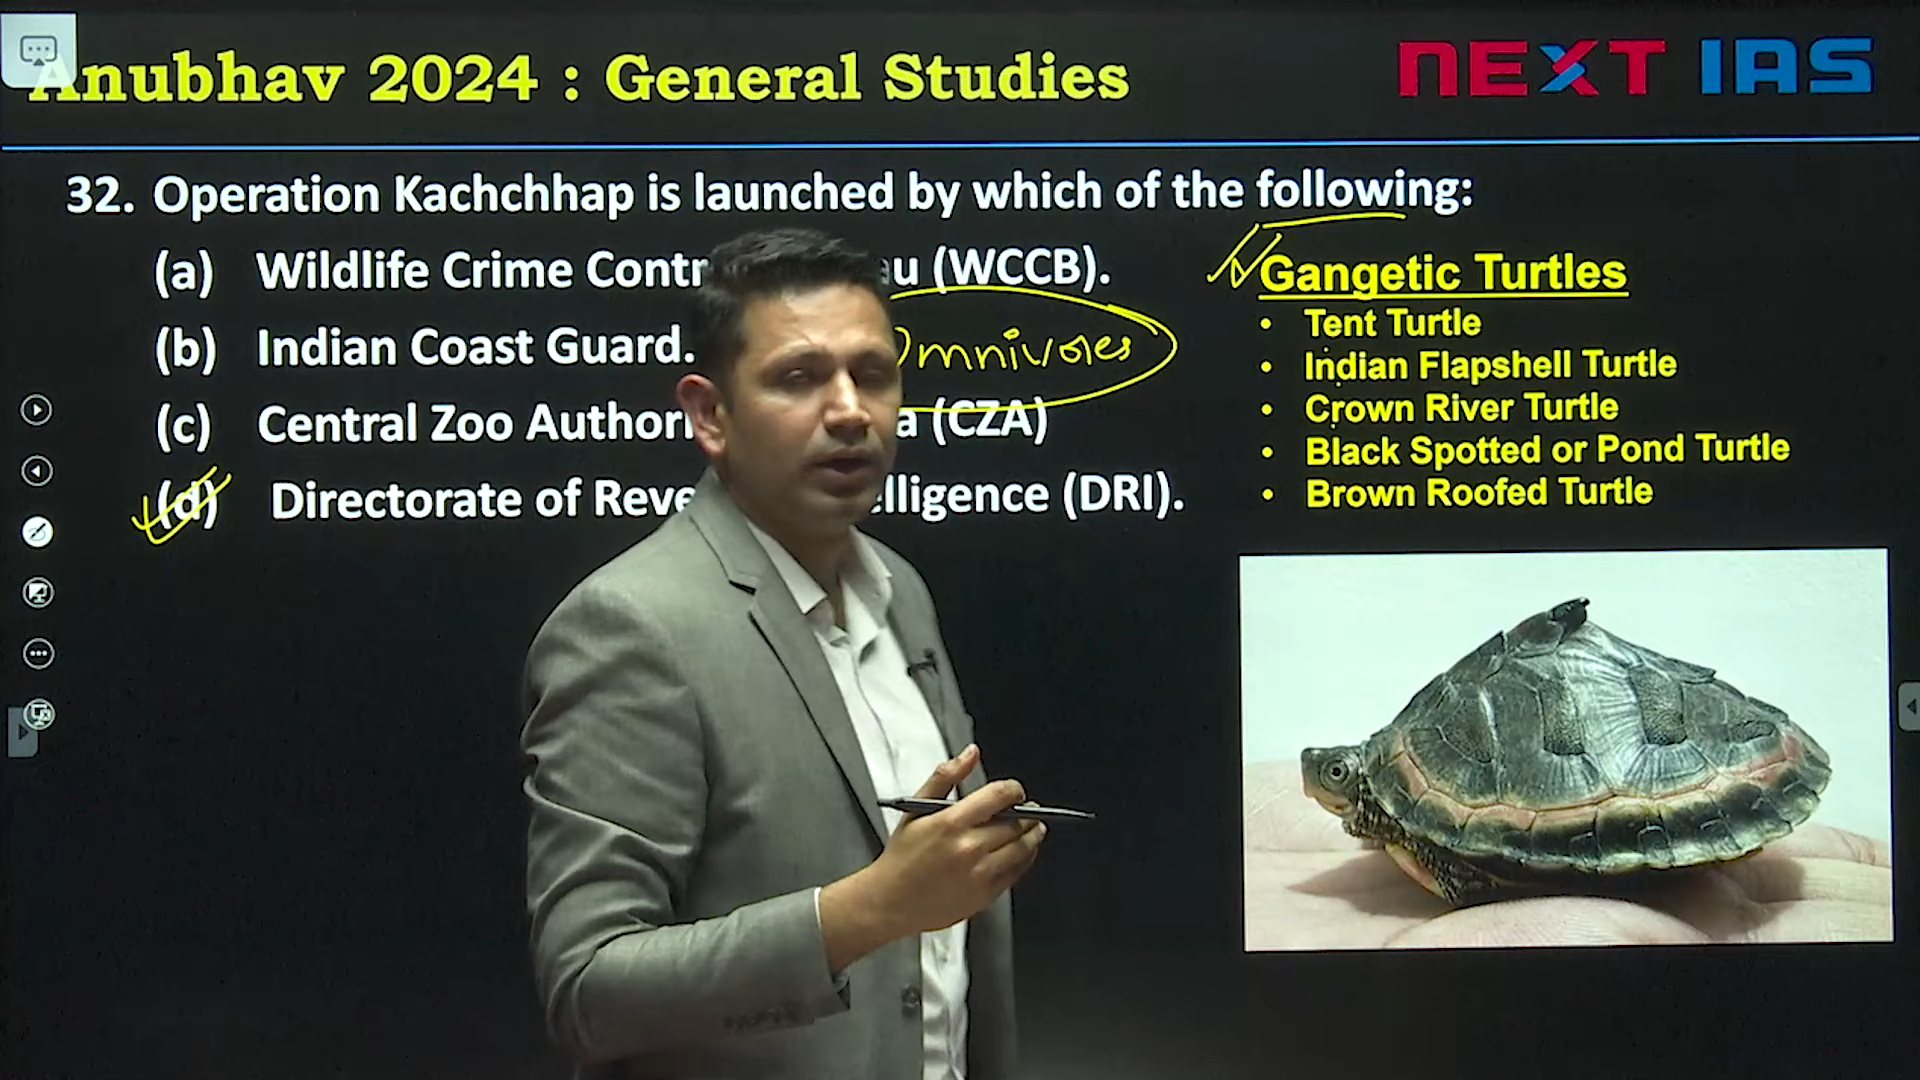 Anubhav 2024 : General Studies
NEXT IAS
32. Operation Kachchhap is launched by which of the following:
(a) Wildlife Crime Contr u (WCCB).
(b) Indian Coast Guard.
Omnivores
(c) Central Zoo Authori a (CZA)
(d) Directorate of Reve elligence (DRI).
Gangetic Turtles
• Tent Turtle
• Indian Flapshell Turtle
• Crown River Turtle
• Black Spotted or Pond Turtle
• Brown Roofed Turtle